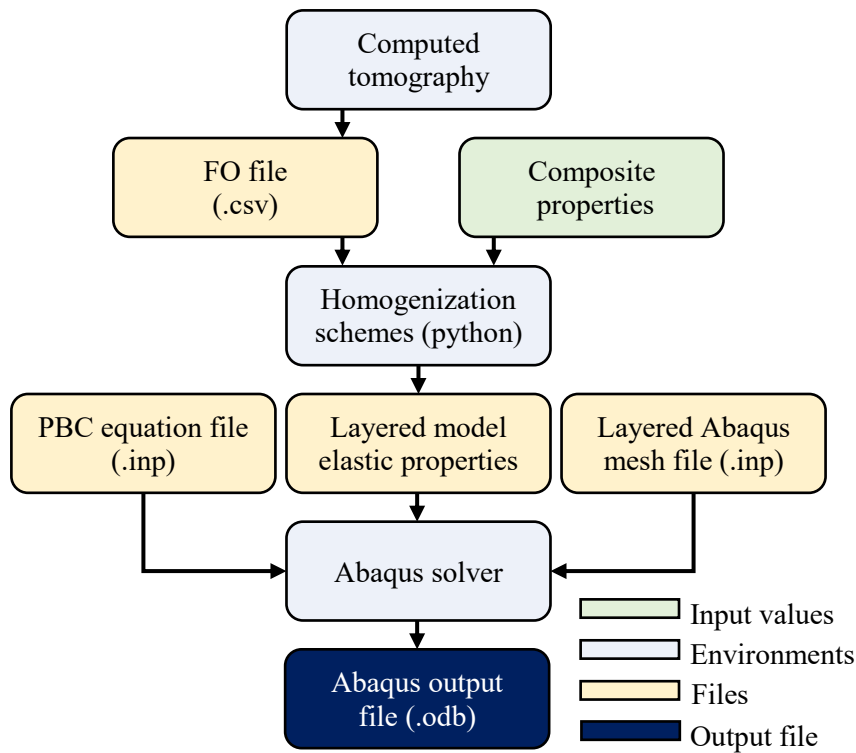 Computed
tomography
FO file
(.csv)
Composite
properties
Homogenization
schemes (python)
PBC equation file
(.inp)
Layered model
elastic properties
Layered Abaqus
mesh file (.inp)
Abaqus solver
Abaqus output
file (.odb)
Input values
Environments
Files
Output file